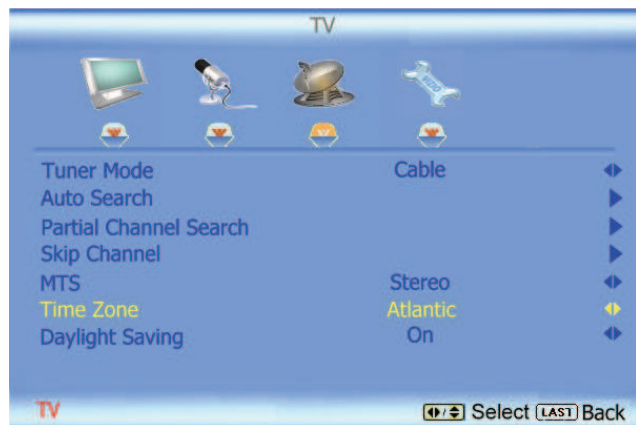 TV
Tuner Mode Cable
Auto Search
Partial Channel Search
Skip Channel
MTS Stereo
Time Zone Atlantic
Daylight Saving On
TV Select LAST Back